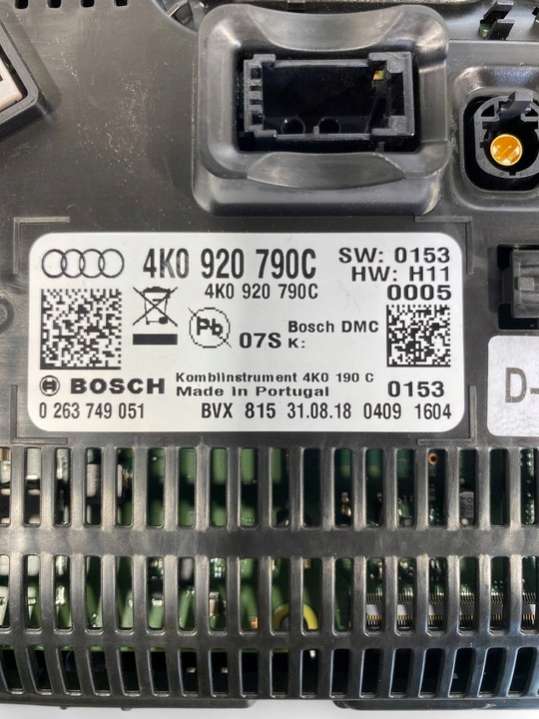 4K0 920 790C
SW: 0153
HW: H11
4K0 920 790C
0005
Pb
07S
Bosch DMC
K:
BOSCH
Kombiinstrument 4K0 190 C
Made in Portugal
0153
0 263 749 051
BVX 815 31.08.18 0409 1604
D-